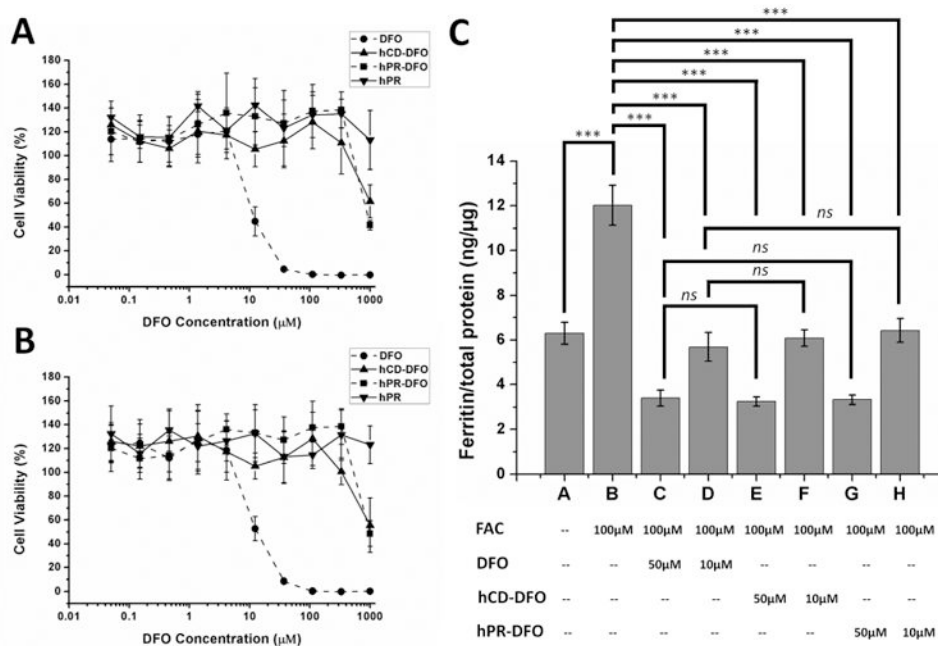 A
DFO
hCD-DFO
hPR-DFO
hPR
Cell Viability (%)
180
160
140
120
100
80
60
40
20
0
0.01
0.1
1
10
100
1000
DFO Concentration (μM)
B
DFO
hCD-DFO
hPR-DFO
hPR
Cell Viability (%)
180
160
140
120
100
80
60
40
20
0
0.01
0.1
1
10
100
1000
DFO Concentration (μM)
C
***
***
***
***
***
***
***
ns
ns
ns
ns
Ferritin/total protein (ng/μg)
14
12
10
8
6
4
2
0
A B C D E F G H
FAC -- 100μM 100μM 100μM 100μM 100μM 100μM 100μM
DFO -- -- 50μM 10μM -- -- -- --
hCD-DFO -- -- -- -- 50μM 10μM -- --
hPR-DFO -- -- -- -- -- -- 50μM 10μM